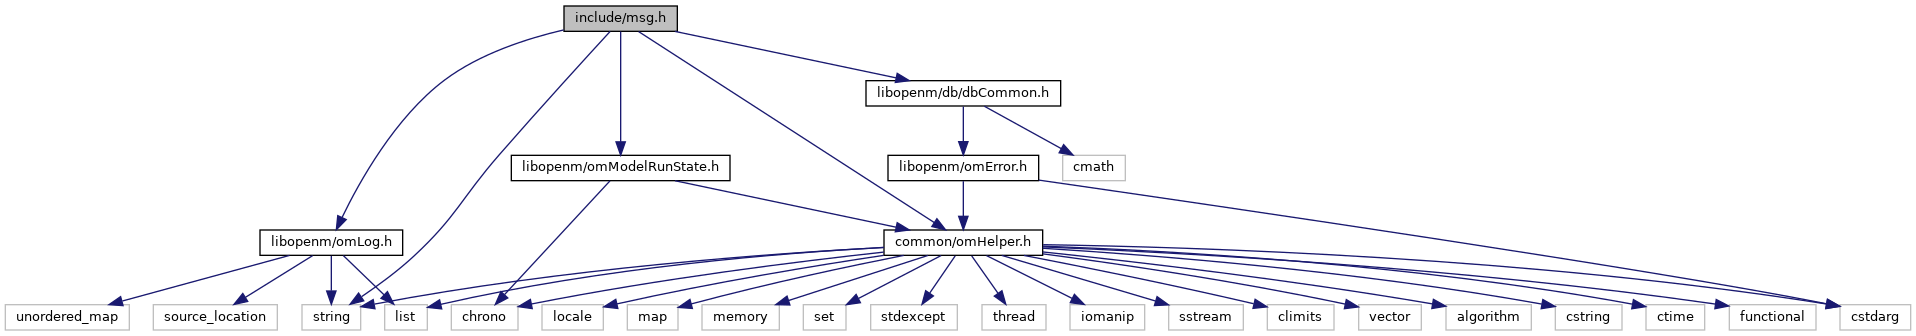 include/msg.h
libopenm/db/dbCommon.h
libopenm/omModelRunState.h
libopenm/omError.h
cmath
libopenm/omLog.h
common/omHelper.h
unordered_map
source_location
string
list
chrono
locale
map
memory
set
stdexcept
thread
iomanip
sstream
climits
vector
algorithm
cstring
ctime
functional
cstdarg